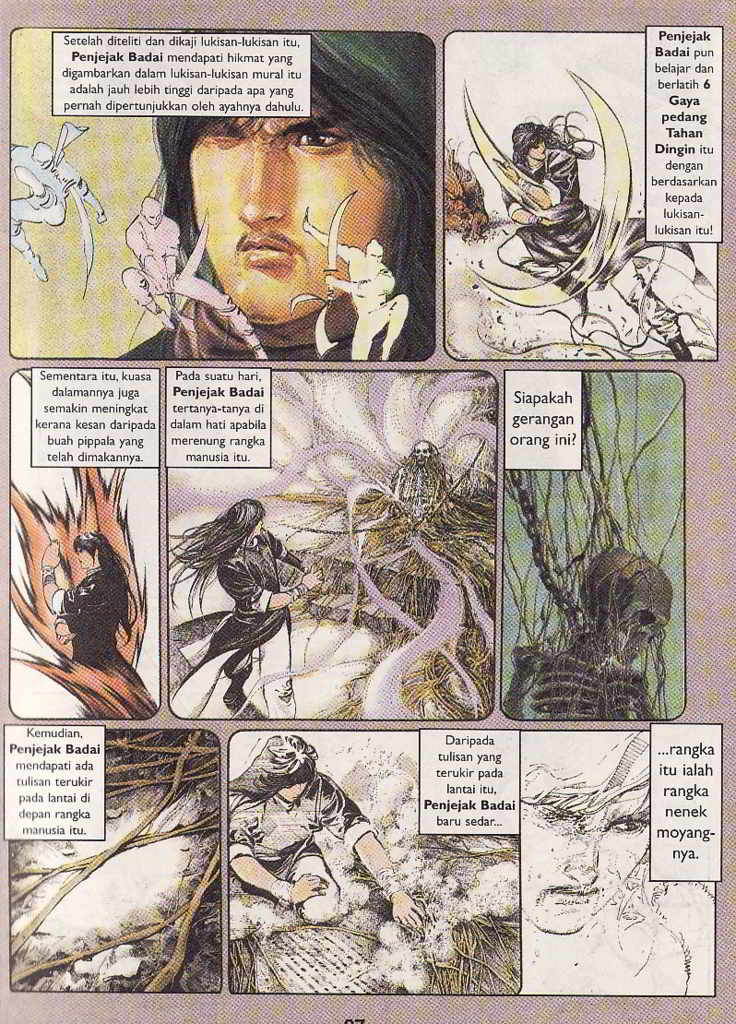 Setelah diteliti dan dikaji lukisan-lukisan itu,
Penjejak Badai mendapati hikmat yang
digambarkan dalam lukisan-lukisan mural itu
adalah jauh lebih tinggi daripada apa yang
pernah dipertunjukkan oleh ayahnya dahulu.
Penjejak
Badai pun
belajar dan
berlatih 6
Gaya
pedang
Tahan
Dingin itu
dengan
berdasarkan
kepada
lukisan-
lukisan itu!
Sementara itu, kuasa
dalamannya juga
semakin meningkat
kerana kesan daripada
buah pippala yang
telah dimakannya.
Pada suatu hari,
Penjejak Badai
tertanya-tanya di
dalam hati apabila
merenung rangka
manusia itu.
Siapakah
gerangan
orang ini?
Kemudian,
Penjejak Badai
mendapati ada
tulisan terukir
pada lantai di
depan rangka
manusia itu.
Daripada
tulisan yang
terukir pada
lantai itu,
Penjejak Badai
baru sedar...
...rangka
itu ialah
rangka
nenek
moyang-
nya.